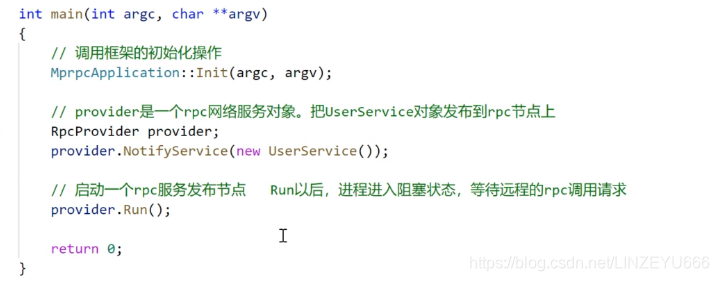 int main(int argc, char **argv)
{
// 调用框架的初始化操作
MprpcApplication::Init(argc, argv);
// provider是一个rpc网络服务对象。把UserService对象发布到rpc节点上
RpcProvider provider;
provider.NotifyService(new UserService());
// 启动一个rpc服务发布节点   Run以后，进程进入阻塞状态，等待远程的rpc调用请求
provider.Run();
return 0;
}
https://blog.csdn.net/LINZEYU666